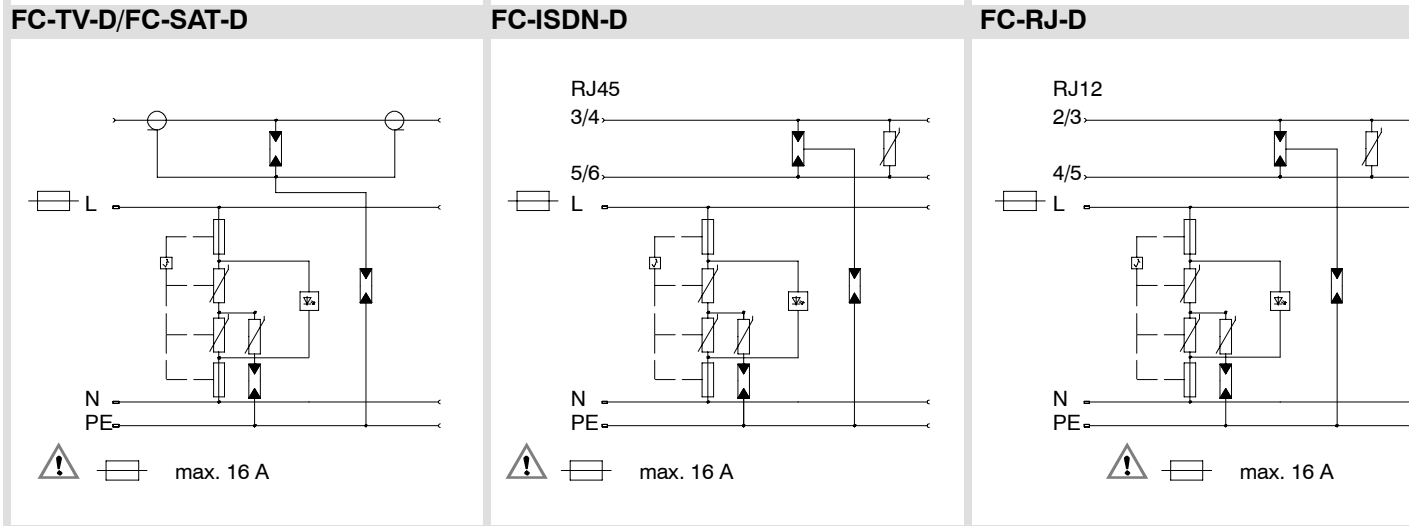 FC-TV-D/FC-SAT-D
L
N
PE
max. 16 A
FC-ISDN-D
RJ45
3/4
5/6
L
N
PE
max. 16 A
FC-RJ-D
RJ12
2/3
4/5
L
N
PE
max. 16 A